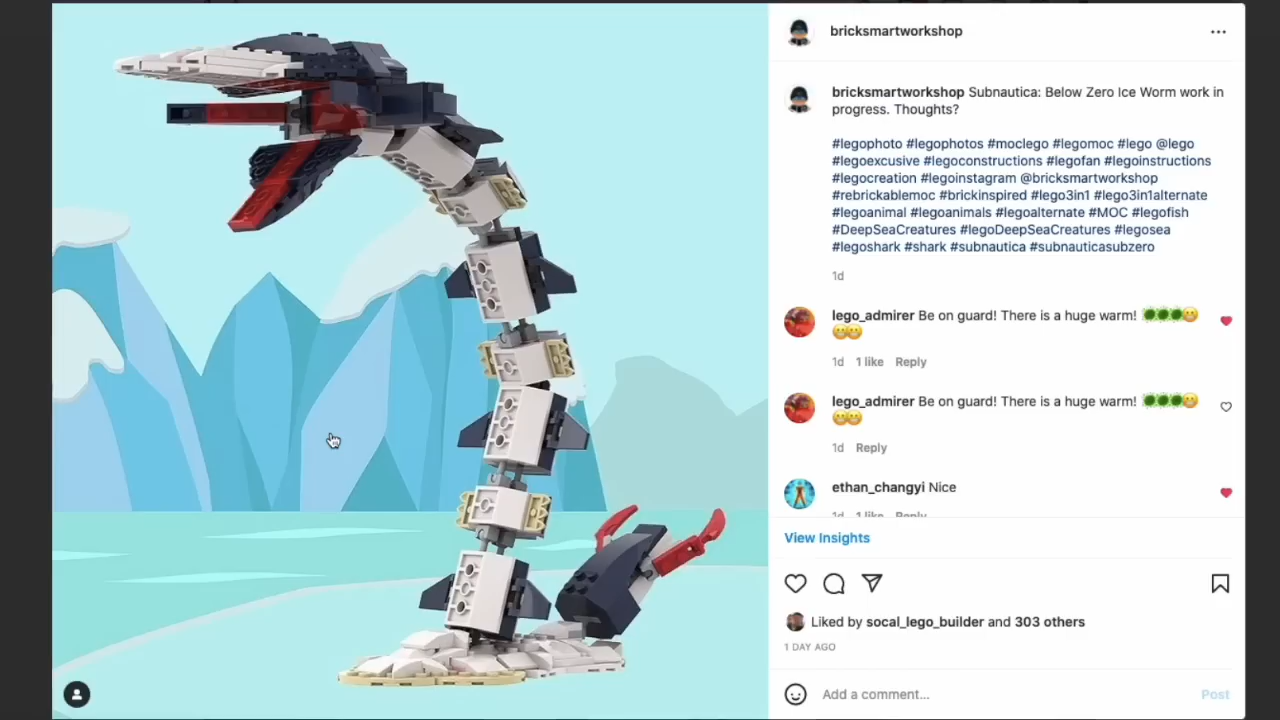 bricksmartworkshop
bricksmartworkshop Subnautica: Below Zero Ice Worm work in
progress. Thoughts?
#legophoto #legophotos #moclego #legomoc #lego @lego
#legoexcusive #legoconstructions #legofan #legoinstructions
#legocreation #legoinstagram @bricksmartworkshop
#rebrickablemoc #brickinspired #lego3in1 #lego3in1alternate
#legoanimal #legoanimals #legoalternate #MOC #legofish
#DeepSeaCreatures #legoDeepSeaCreatures #legosea
#legoshark #shark #subnautica #subnauticasubzero
1d
lego_admirer Be on guard! There is a huge warm!
1d 1 like Reply
lego_admirer Be on guard! There is a huge warm!
1d Reply
ethan_changyi Nice
1d 1 like Reply
View Insights
Liked by socal_lego_builder and 303 others
1 DAY AGO
Add a comment... Post